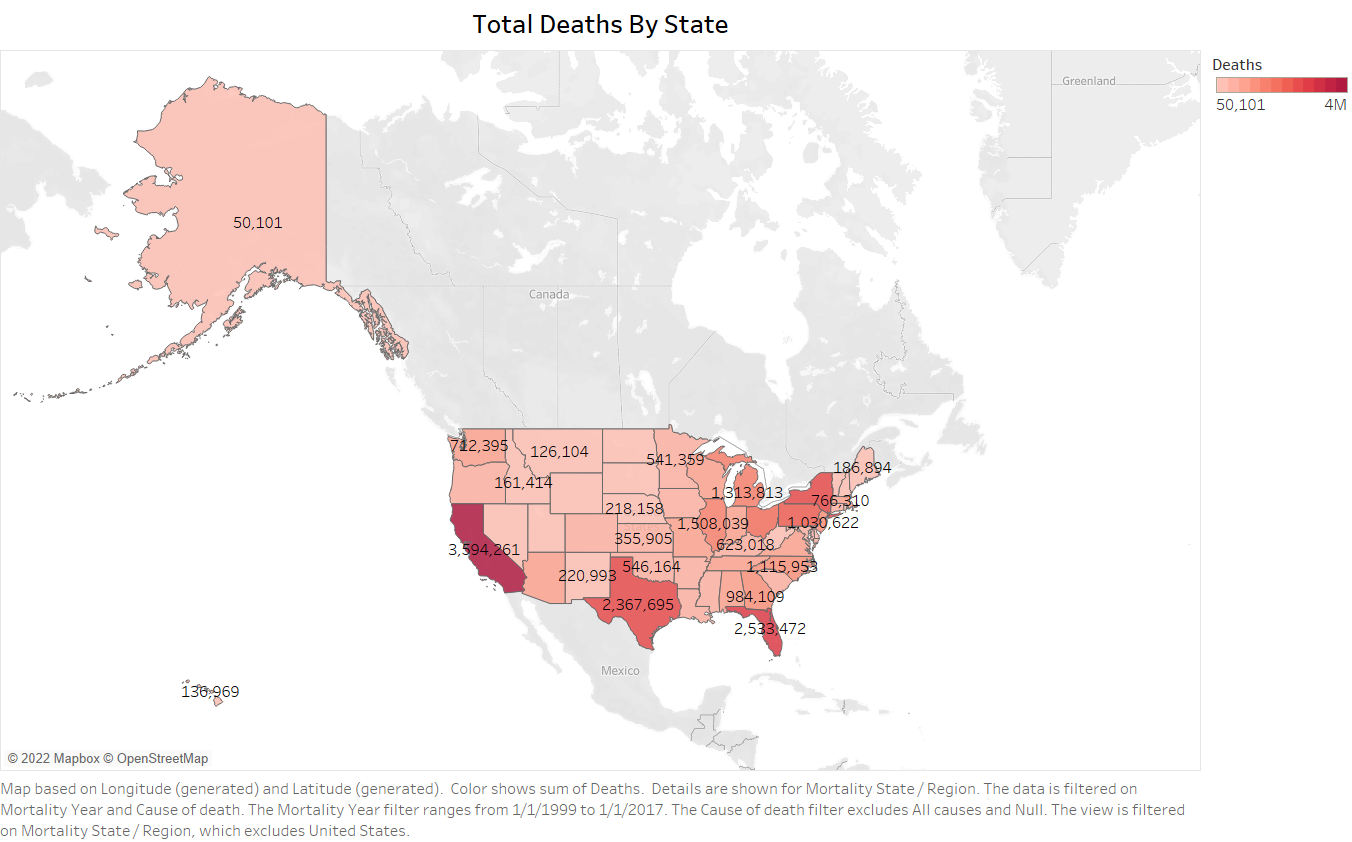 Total Deaths By State
Deaths
50,101
4M
Greenland
50,101
Canada
712,395
126,104
541,359
186,894
161,414
1,313,813
766,310
218,158
1,508,039
1,030,622
355,905
623,018
3,594,261
546,164
1,115,953
220,993
984,109
2,367,695
2,533,472
Mexico
136,969
© 2022 Mapbox © OpenStreetMap
Map based on Longitude (generated) and Latitude (generated).  Color shows sum of Deaths.  Details are shown for Mortality State / Region. The data is filtered on
Mortality Year and Cause of death. The Mortality Year filter ranges from 1/1/1999 to 1/1/2017. The Cause of death filter excludes All causes and Null. The view is filtered
on Mortality State / Region, which excludes United States.